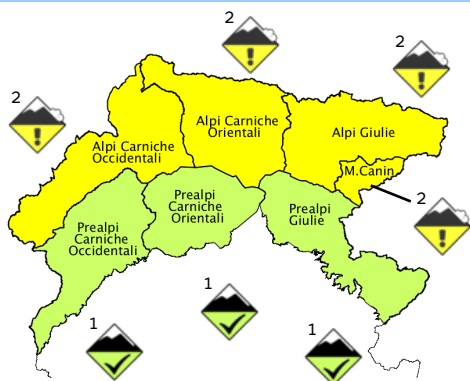 2
2
2
Alpi Carniche
Orientali
Alpi Giulie
Alpi Carniche
Occidentali
M.Canin
2
Prealpi
Carniche
Orientali
Prealpi
Giulie
Prealpi
Carniche
Occidentali
1
1
1